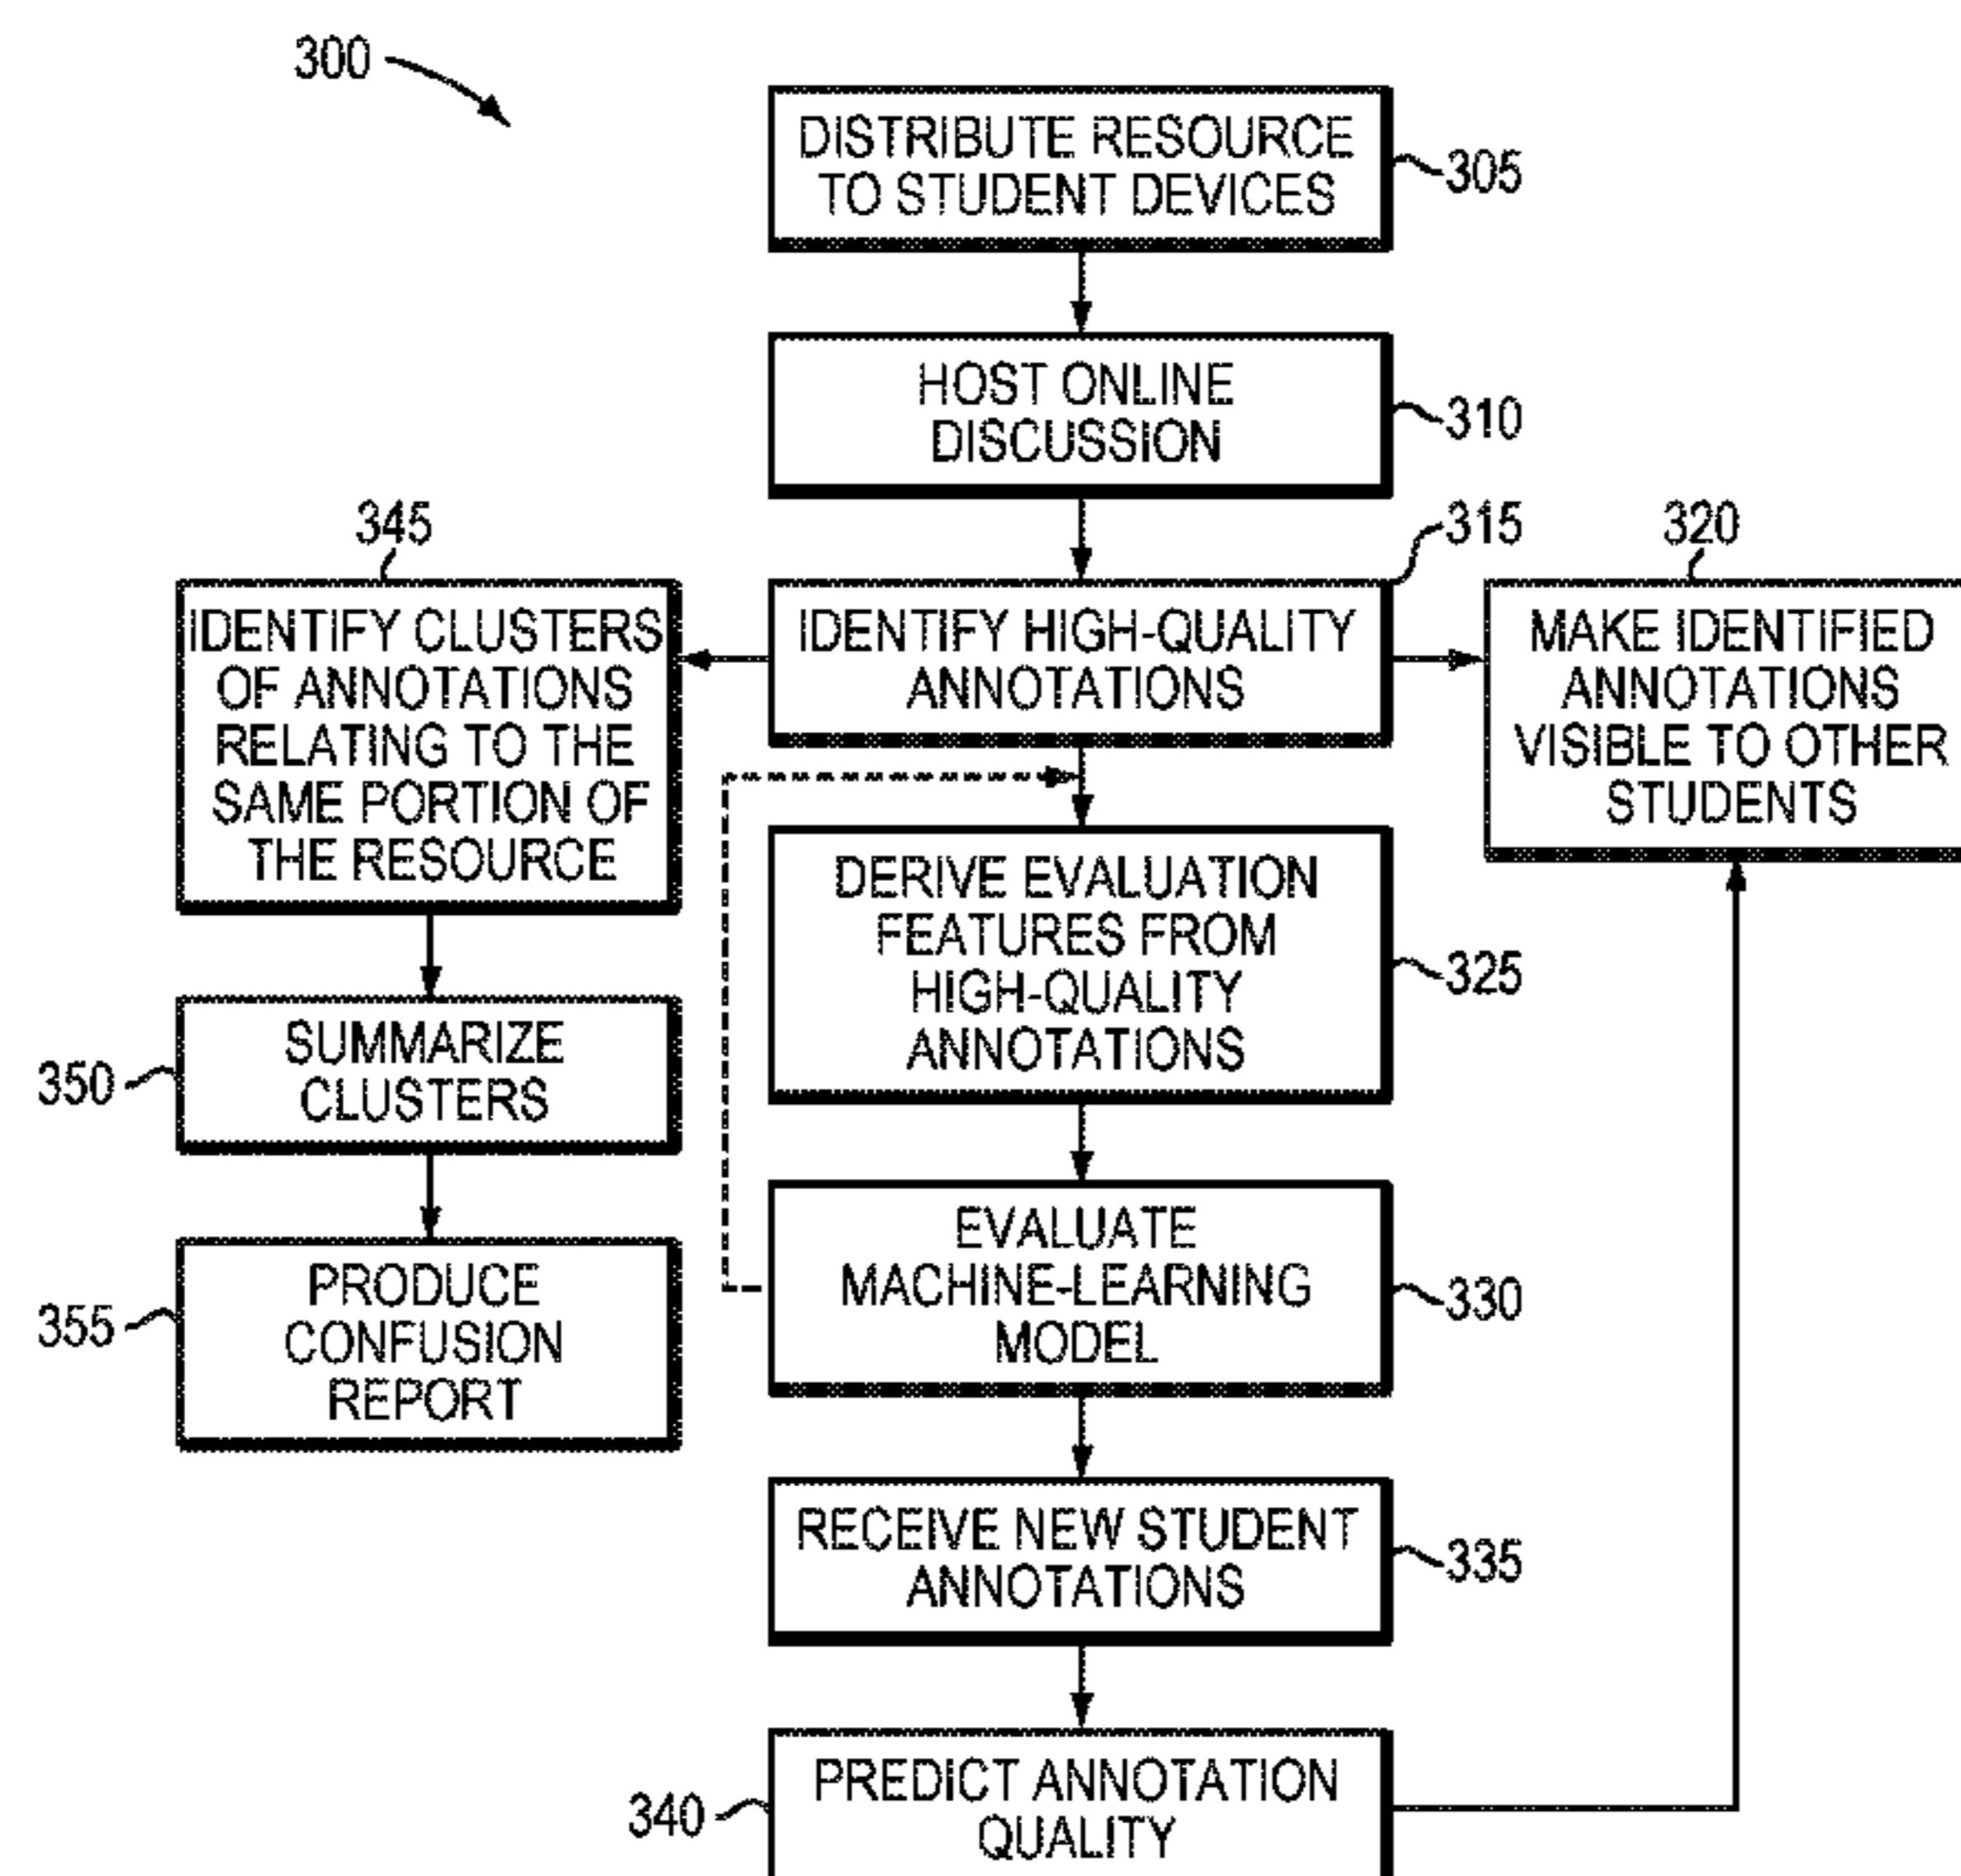 300
DISTRIBUTE RESOURCE
TO STUDENT DEVICES
305
HOST ONLINE
DISCUSSION
310
345
IDENTIFY CLUSTERS
OF ANNOTATIONS
RELATING TO THE
SAME PORTION OF
THE RESOURCE
315
IDENTIFY HIGH-QUALITY
ANNOTATIONS
320
MAKE IDENTIFIED
ANNOTATIONS
VISIBLE TO OTHER
STUDENTS
DERIVE EVALUATION
FEATURES FROM
HIGH-QUALITY
ANNOTATIONS
325
350
SUMMARIZE
CLUSTERS
EVALUATE
MACHINE-LEARNING
MODEL
330
355
PRODUCE
CONFUSION
REPORT
RECEIVE NEW STUDENT
ANNOTATIONS
335
340
PREDICT ANNOTATION
QUALITY